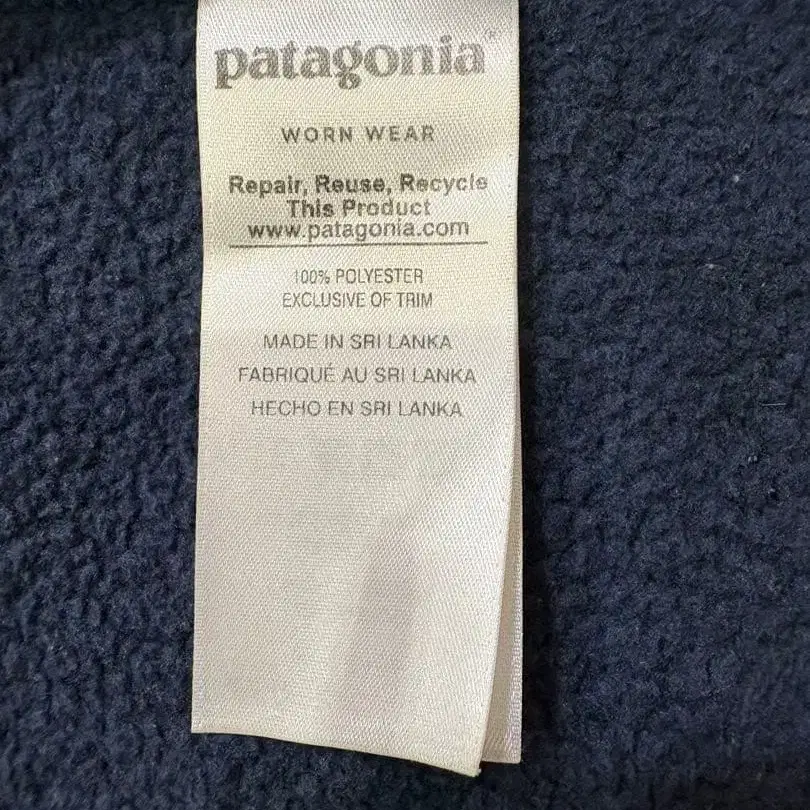 patagonia®
WORN WEAR
Repair, Reuse, Recycle
This Product
www.patagonia.com
100% POLYESTER
EXCLUSIVE OF TRIM
MADE IN SRI LANKA
FABRIQUÉ AU SRI LANKA
HECHO EN SRI LANKA